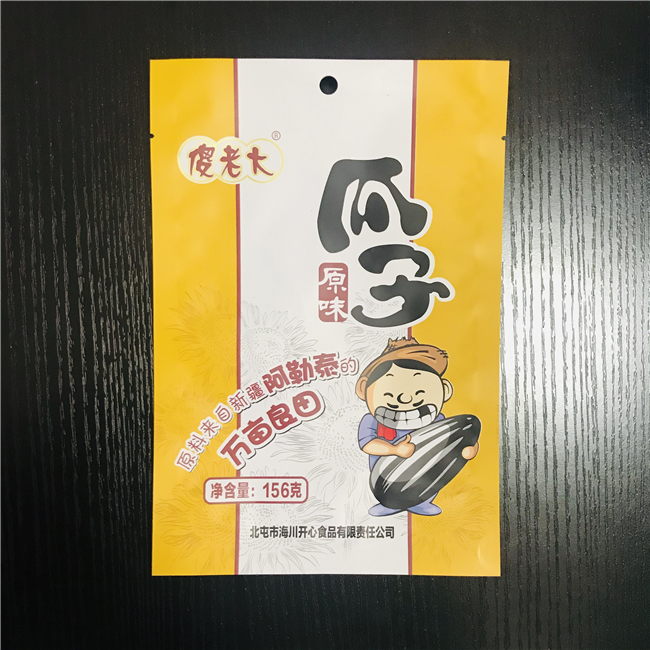 傻老大®
瓜子
原味
原料来自新疆阿勒泰的
万亩良田
净含量：156克
北屯市海川开心食品有限责任公司